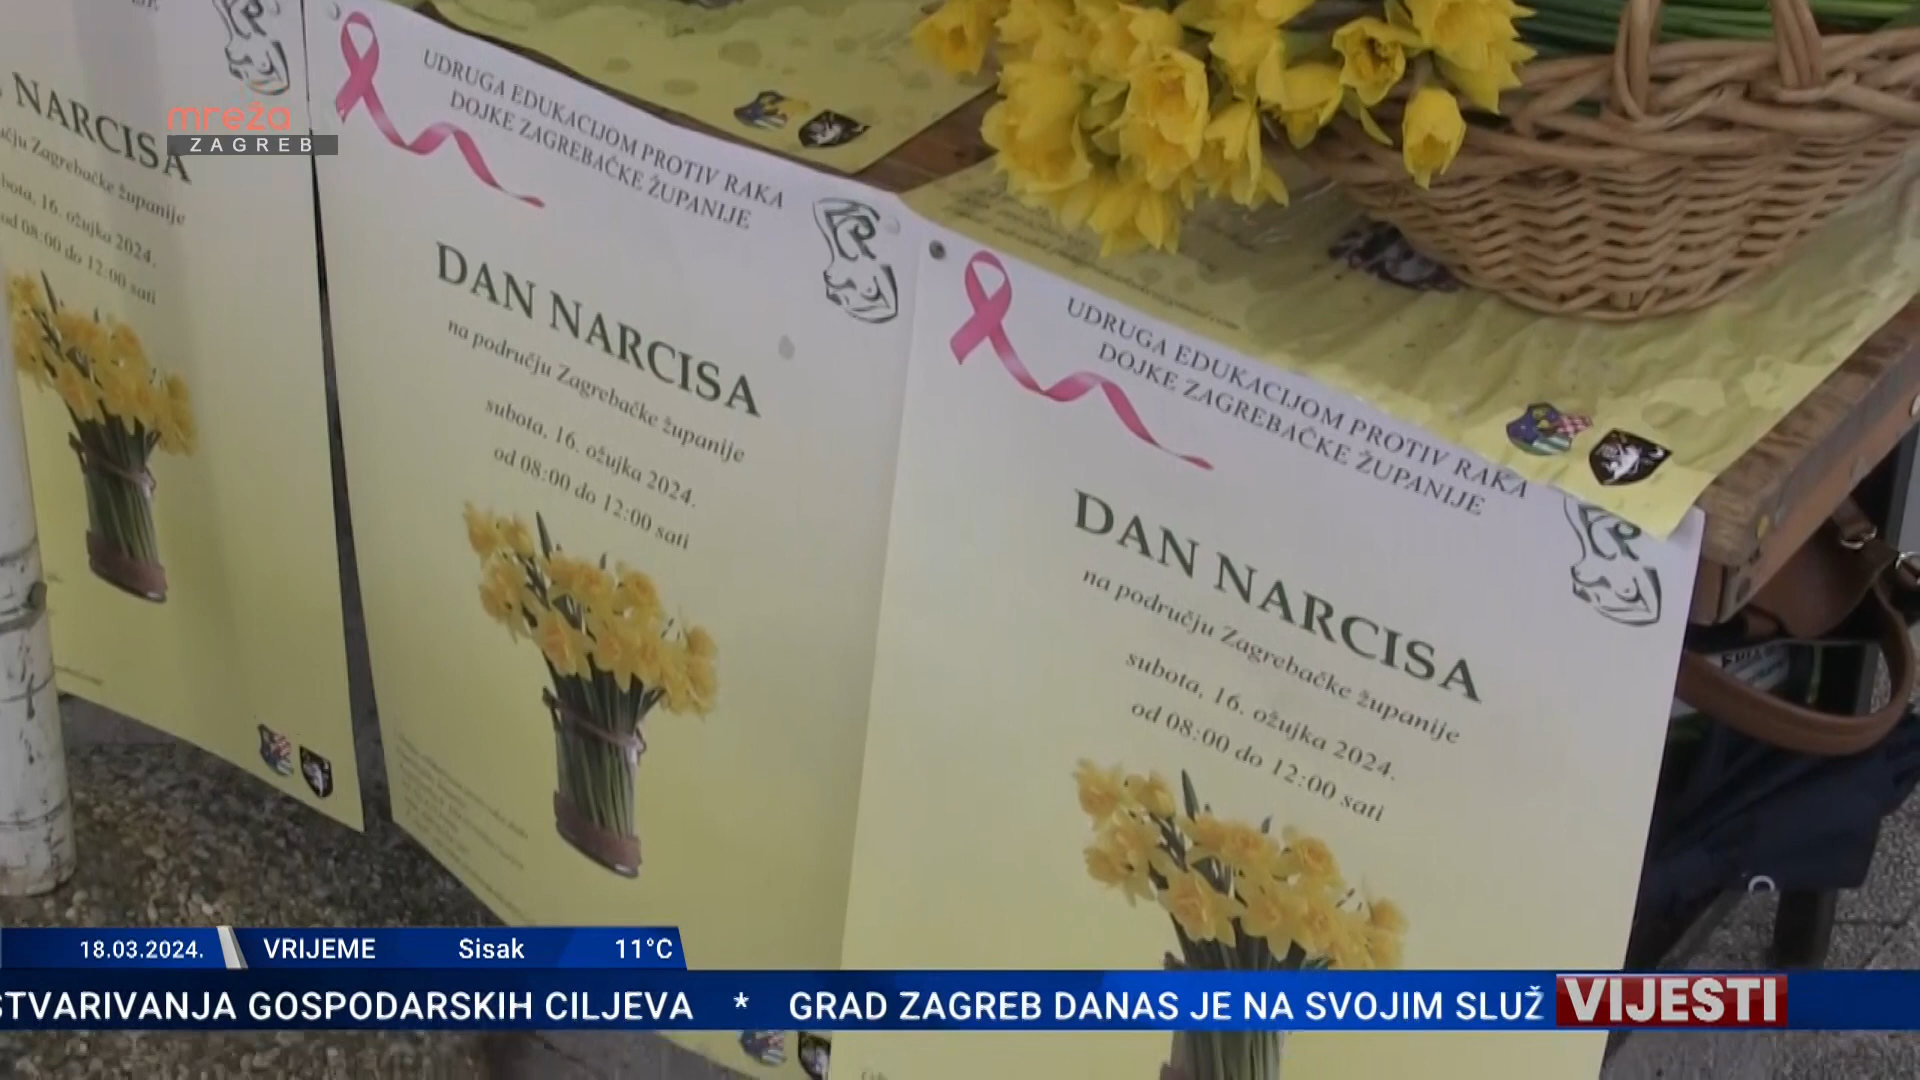 mreža
ZAGREB
NARCISA
Zagrebačke županije
16. ožujka 2024.
08:00 do 12:00 sati
UDRUGA EDUKACIJOM PROTIV RAKA
DOJKE ZAGREBAČKE ŽUPANIJE
DAN NARCISA
na području Zagrebačke županije
subota, 16. ožujka 2024.
od 08:00 do 12:00 sati
UDRUGA EDUKACIJOM PROTIV RAKA
DOJKE ZAGREBAČKE ŽUPANIJE
DAN NARCISA
na području Zagrebačke županije
subota, 16. ožujka 2024.
od 08:00 do 12:00 sati
18.03.2024. VRIJEME Sisak 11°C
STVARIVANJA GOSPODARSKIH CILJEVA * GRAD ZAGREB DANAS JE NA SVOJIM SLUŽ VIJESTI